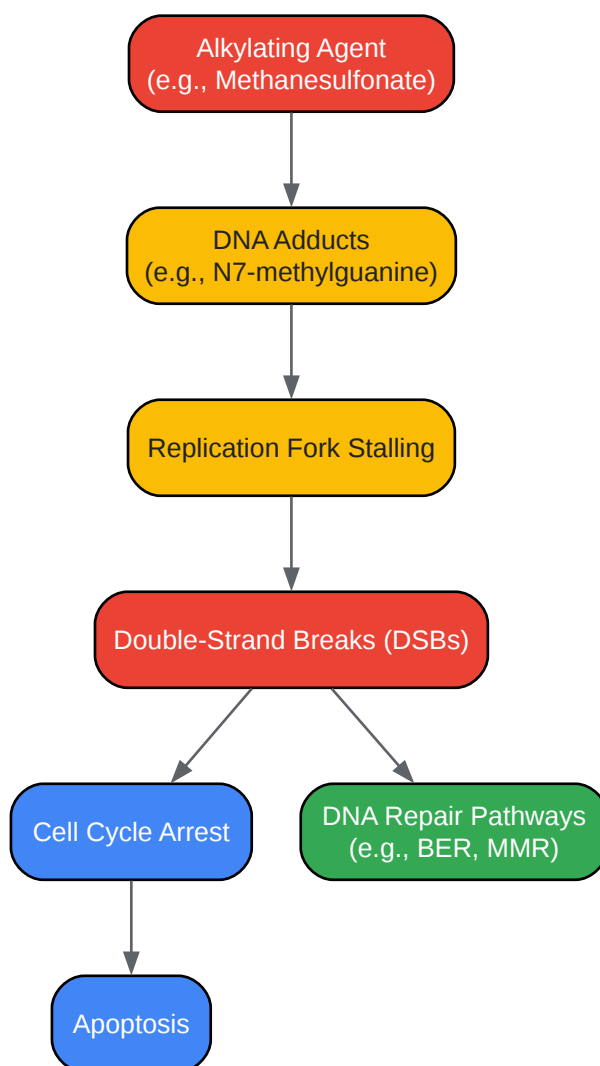 Alkylating Agent
(e.g., Methanesulfonate)
DNA Adducts
(e.g., N7-methylguanine)
Replication Fork Stalling
Double-Strand Breaks (DSBs)
Cell Cycle Arrest
DNA Repair Pathways
(e.g., BER, MMR)
Apoptosis